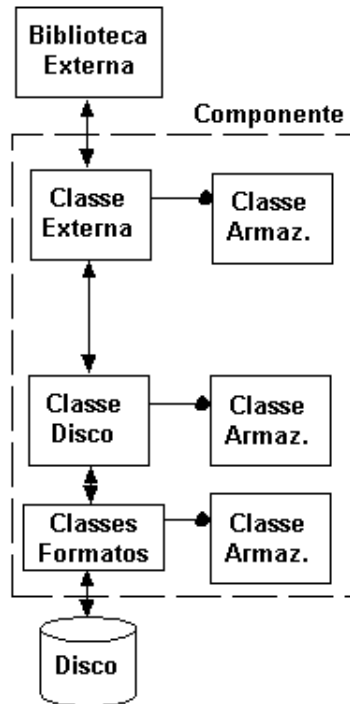 Biblioteca
Externa
Componente
Classe
Externa
Classe
Armaz.
Classe
Disco
Classe
Armaz.
Classes
Formatos
Classe
Armaz.
Disco